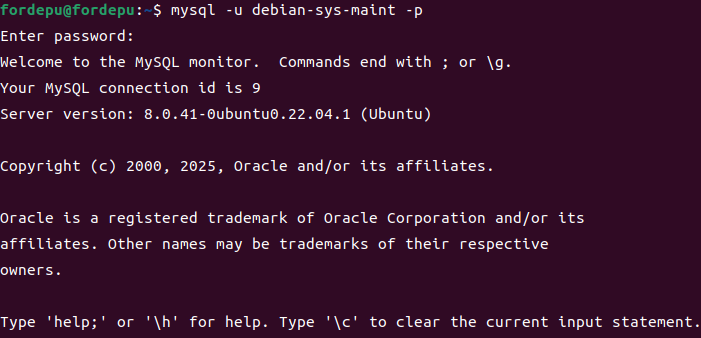 fordepu@fordepu:~$ mysql -u debian-sys-maint -p
Enter password:
Welcome to the MySQL monitor.  Commands end with ; or \g.
Your MySQL connection id is 9
Server version: 8.0.41-0ubuntu0.22.04.1 (Ubuntu)
Copyright (c) 2000, 2025, Oracle and/or its affiliates.
Oracle is a registered trademark of Oracle Corporation and/or its
affiliates. Other names may be trademarks of their respective
owners.
Type 'help;' or '\h' for help. Type '\c' to clear the current input statement.